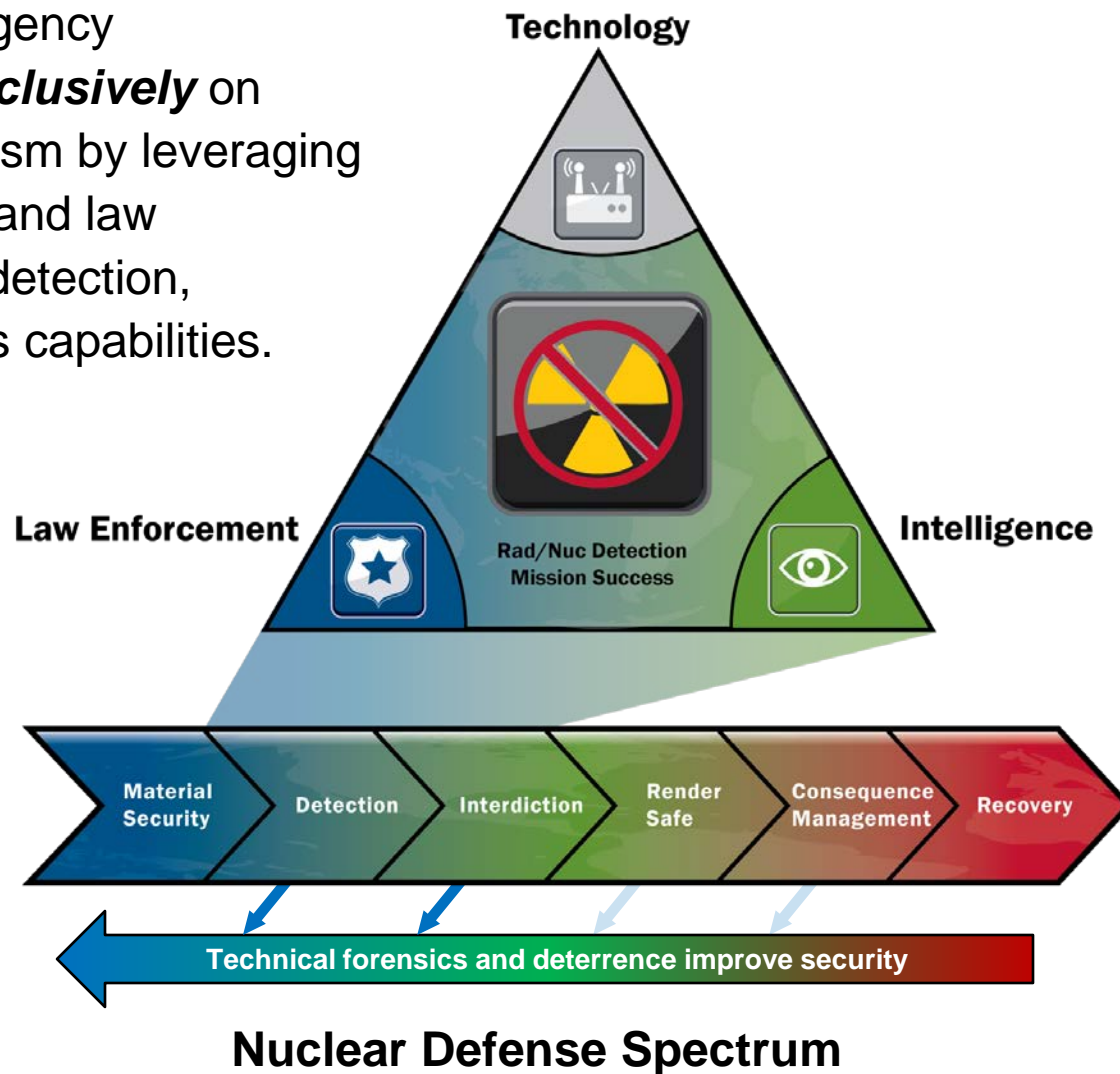 gency
clusively on
ism by leveraging
and law
detection,
s capabilities.
Technology
Law Enforcement
Intelligence
Rad/Nuc Detection
Mission Success
Material
Security
Detection
Interdiction
Render
Safe
Consequence
Management
Recovery
Technical forensics and deterrence improve security
Nuclear Defense Spectrum